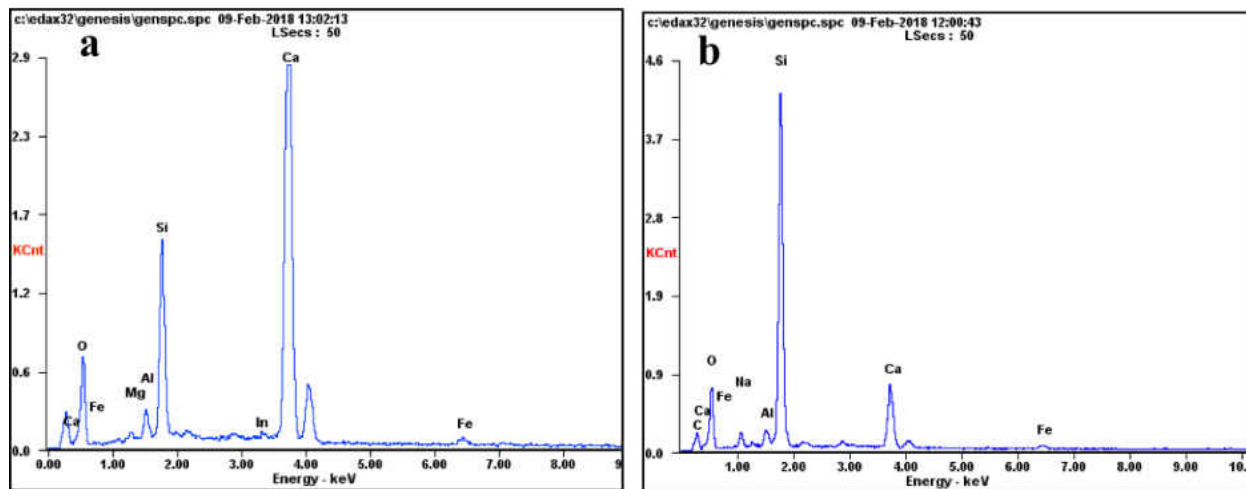 c:\edax32\genesis\genspc.spc 09-Feb-2018 13:02:13
LSecs : 50
a
2.9
2.3
1.7
KCnt
1.2
0.6
0.0
Ca
Si
O
Al
Mg
Fe
Ca
In
Fe
0.00 1.00 2.00 3.00 4.00 5.00 6.00 7.00 8.00 9
Energy - keV
c:\edax32\genesis\genspc.spc 09-Feb-2018 12:00:43
LSecs : 50
b
4.6
3.7
2.8
KCnt
1.9
0.9
0.0
Si
O
Na
Fe
Ca
C
Al
Ca
Fe
1.00 2.00 3.00 4.00 5.00 6.00 7.00 8.00 9.00 10.0
Energy - keV